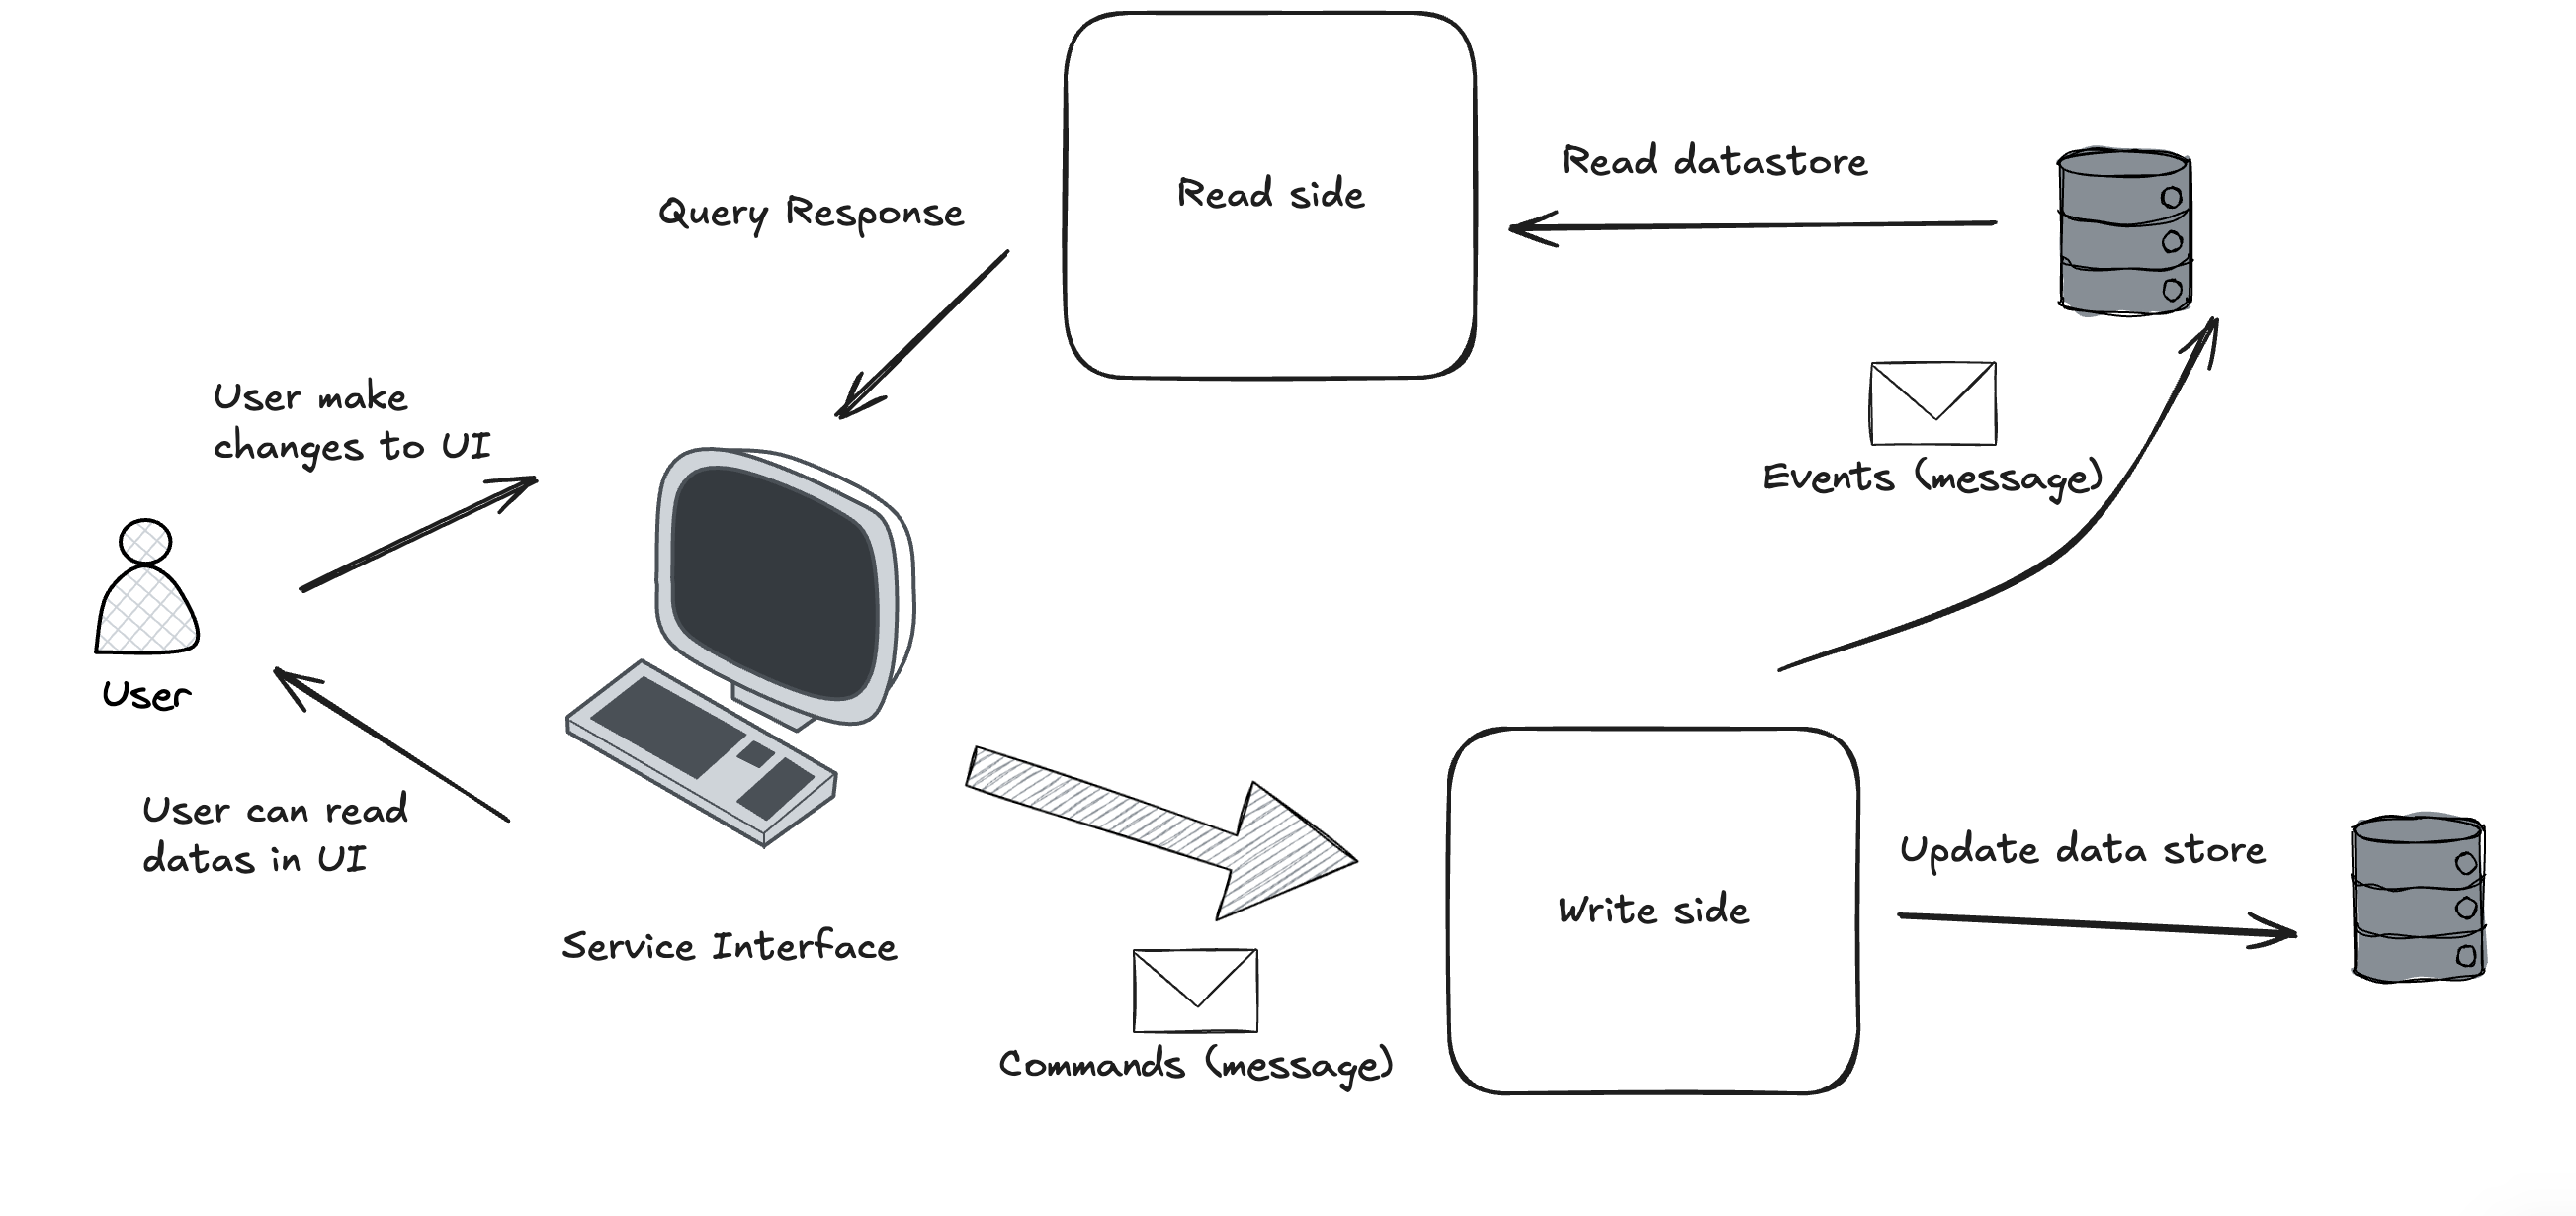 Read side
Read datastore
Query Response
User make
changes to UI
Events (message)
User
User can read
datas in UI
Update data store
Write side
Service Interface
Commands (message)